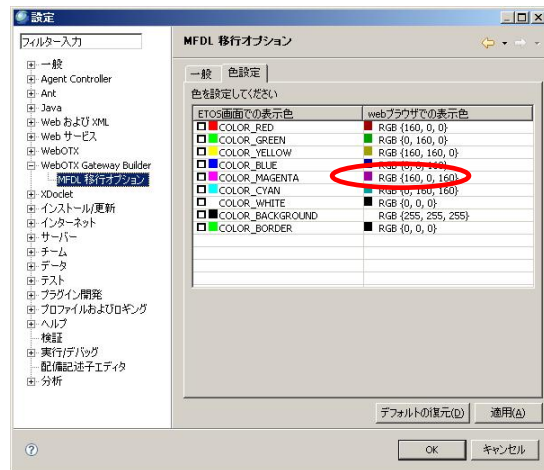 設定
フィルター入力
MFDL 移行オプション
一般
Agent Controller
Ant
Java
Web および XML
Web サービス
WebOTX
WebOTX Gateway Builder
MFDL 移行オプション
XDoclet
インストール/更新
インターネット
サーバー
チーム
データ
テスト
プラグイン開発
プロファイルおよびロギング
ヘルプ
検証
実行/デバッグ
配備記述子エディタ
分析
一般 色設定
色を設定してください
ETOS画面での表示色 webブラウザでの表示色
COLOR_RED RGB {160, 0, 0}
COLOR_GREEN RGB {0, 160, 0}
COLOR_YELLOW RGB {160, 160, 0}
COLOR_BLUE RGB {0, 0, 160}
COLOR_MAGENTA RGB {160, 0, 160}
COLOR_CYAN RGB {0, 160, 160}
COLOR_WHITE RGB {0, 0, 0}
COLOR_BACKGROUND RGB {255, 255, 255}
COLOR_BORDER RGB {0, 0, 0}
デフォルトの復元(D) 適用(A)
OK キャンセル